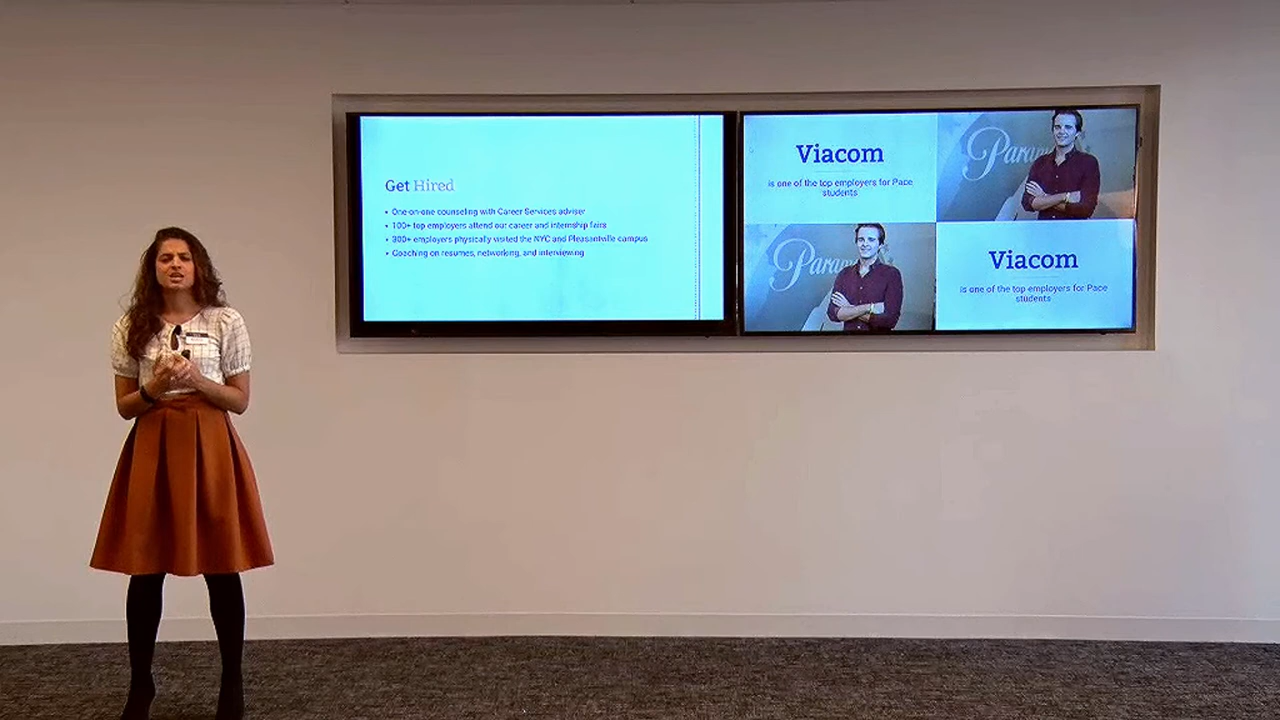 Get Hired
• One-on-one counseling with Career Services adviser
• 100+ top employers attend our career and internship fairs
• 300+ employers physically visited the NYC and Pleasantville campus
• Coaching on resumes, networking, and interviewing
Viacom
is one of the top employers for Pace
students
Param
Param
Viacom
is one of the top employers for Pace
students